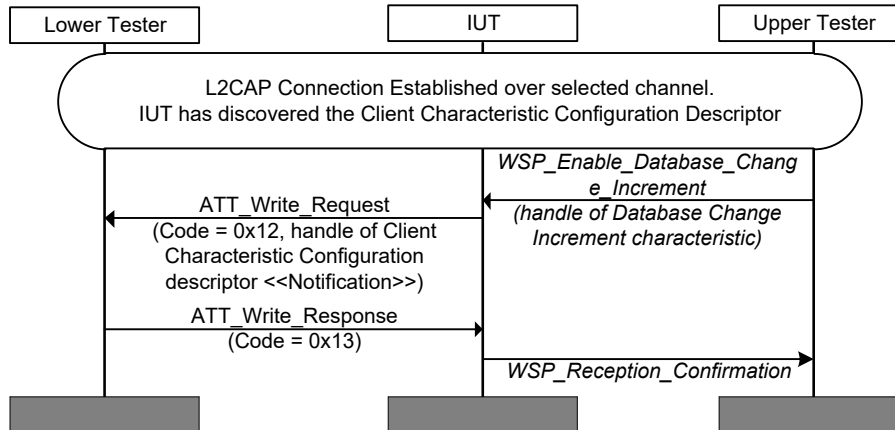 Lower Tester
IUT
Upper Tester
L2CAP Connection Established over selected channel.
IUT has discovered the Client Characteristic Configuration Descriptor
WSP_Enable_Database_Chang
e_Increment
(handle of Database Change
Increment characteristic)
ATT_Write_Request
(Code = 0x12, handle of Client
Characteristic Configuration
descriptor <<Notification>>)
ATT_Write_Response
(Code = 0x13)
WSP_Reception_Confirmation